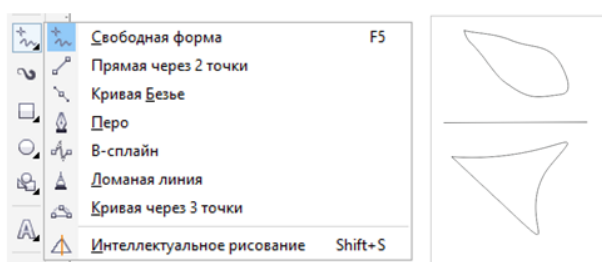 Свободная форма F5
Прямая через 2 точки
Кривая Безье
Перо
В-сплайн
Ломаная линия
Кривая через 3 точки
Интеллектуальное рисование Shift+S